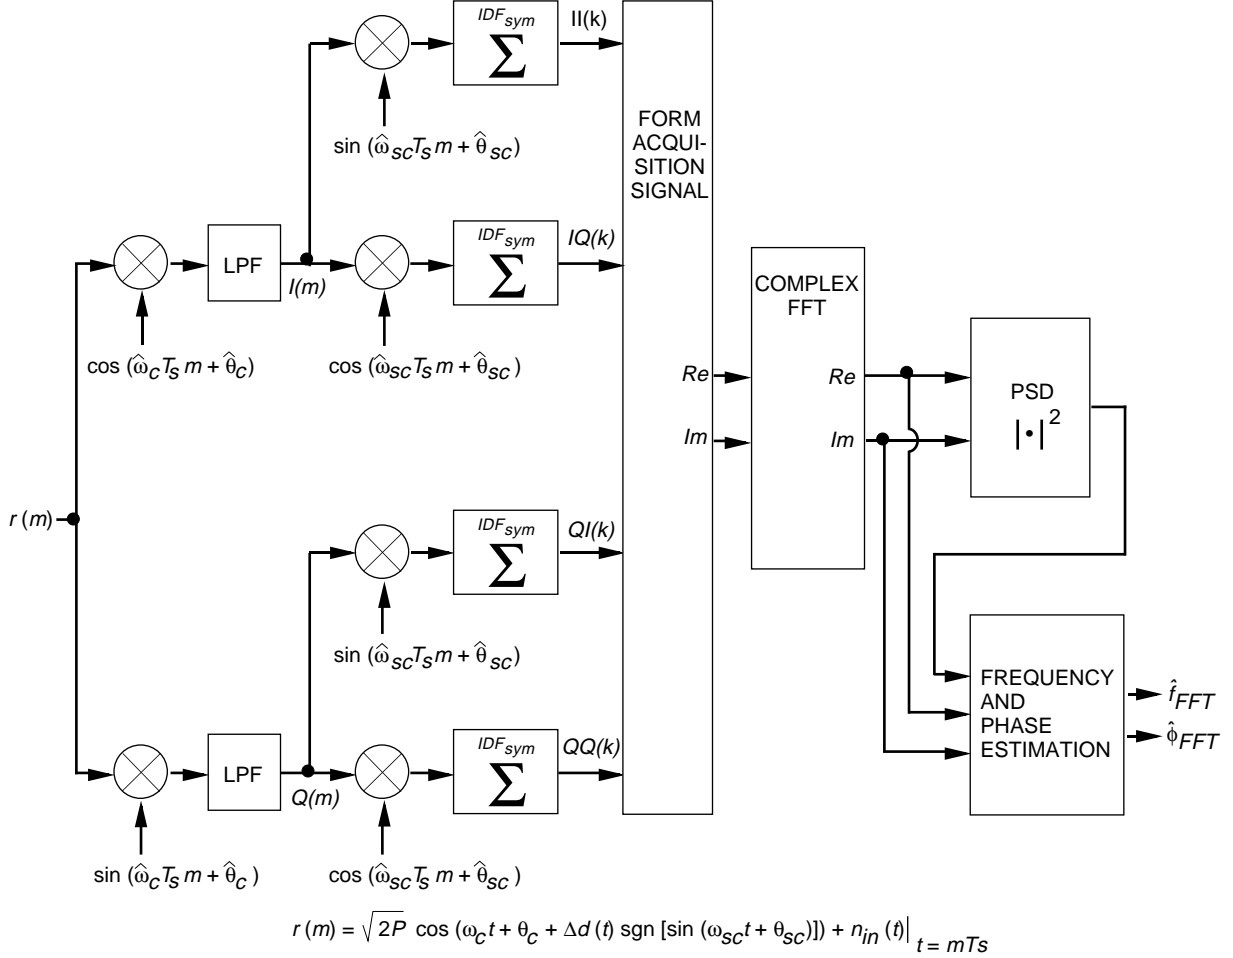 IDF_sym
Σ
II(k)
sin (ω̂_sc T_s m + θ̂_sc)
FORM
ACQUI-
SITION
SIGNAL
IDF_sym
Σ
IQ(k)
LPF
I(m)
cos (ω̂_c T_s m + θ̂_c)
cos (ω̂_sc T_s m + θ̂_sc)
COMPLEX
FFT
Re
Im
Re
Im
PSD
|•|²
r (m)
IDF_sym
Σ
QI(k)
sin (ω̂_sc T_s m + θ̂_sc)
FREQUENCY
AND
PHASE
ESTIMATION
f̂_FFT
ϕ̂_FFT
IDF_sym
Σ
QQ(k)
LPF
Q(m)
sin (ω̂_c T_s m + θ̂_c)
cos (ω̂_sc T_s m + θ̂_sc)
r (m) = √2P cos (ω_c t + θ_c + Δd (t) sgn [sin (ω_sc t + θ_sc)]) + n_in (t)| t = mTs